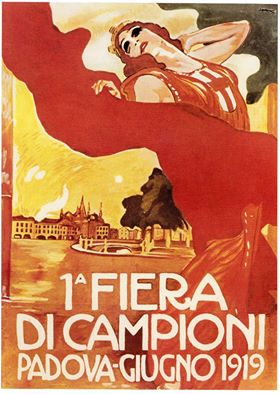 1ª FIERA
DI CAMPIONI
PADOVA-GIUGNO 1919